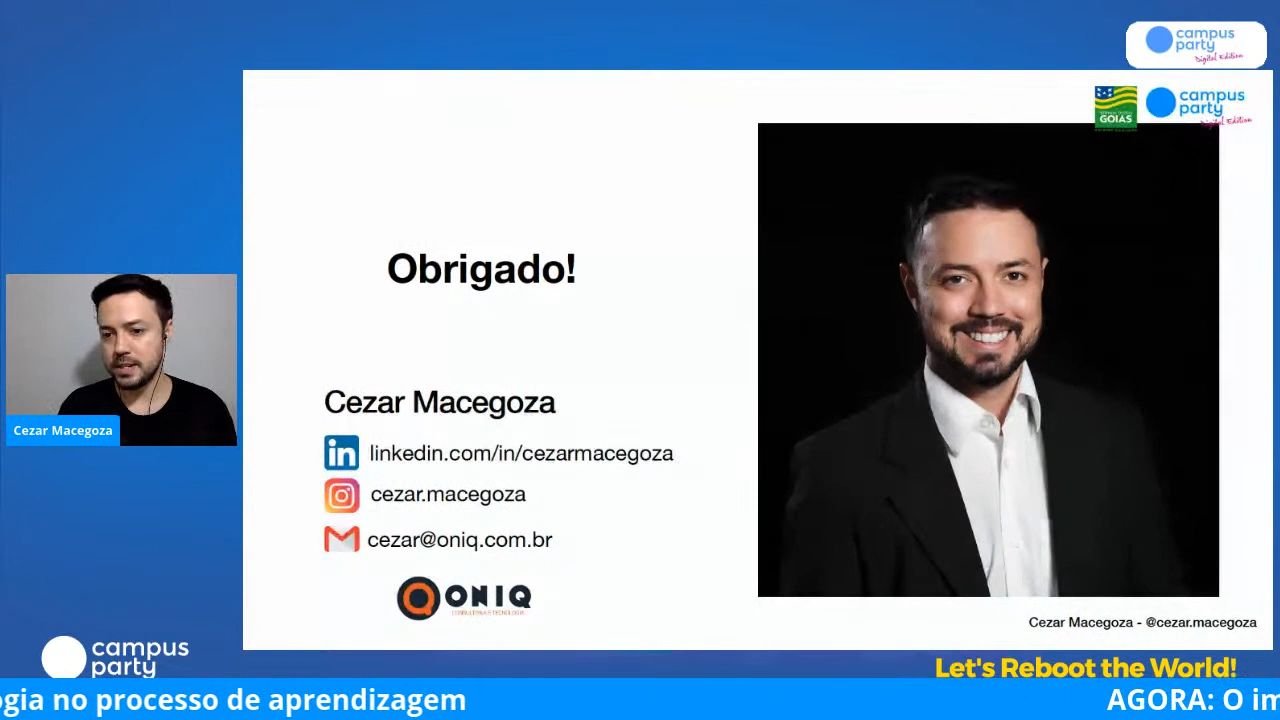 campus
party
Digital Edition
GOIÁS
campus
party
Digital Edition
Obrigado!
Cezar Macegoza
linkedin.com/in/cezarmacegoza
cezar.macegoza
cezar@oniq.com.br
ONIQ
Cezar Macegoza
Cezar Macegoza - @cezar.macegoza
campus
party
Let's Reboot the World!
ogia no processo de aprendizagem
AGORA: O im